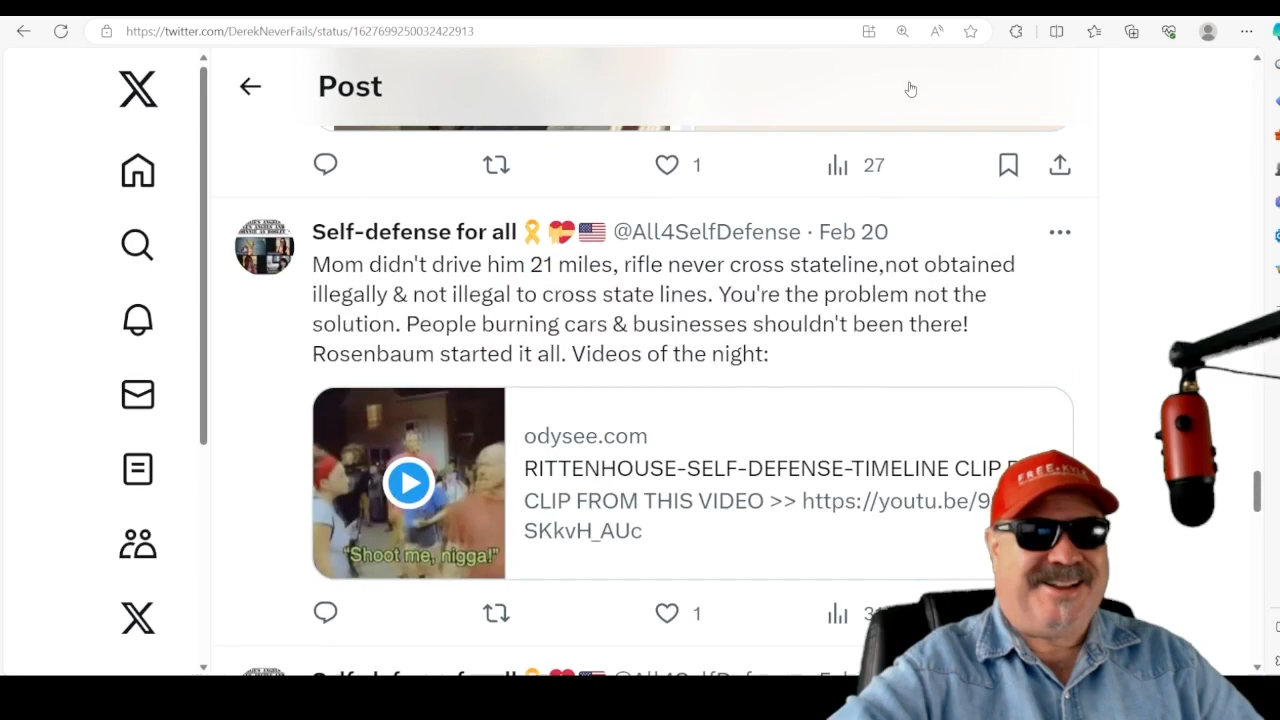 https://twitter.com/DerekNeverFails/status/1627699250032422913
Post
1
27
Self-defense for all @All4SelfDefense · Feb 20
Mom didn't drive him 21 miles, rifle never cross stateline,not obtained
illegally & not illegal to cross state lines. You're the problem not the
solution. People burning cars & businesses shouldn't been there!
Rosenbaum started it all. Videos of the night:
odysee.com
RITTENHOUSE-SELF-DEFENSE-TIMELINE CLIP
CLIP FROM THIS VIDEO >> https://youtu.be/9
SKkvH_AUc
"Shoot me, nigga!"
FREE KYLE
1